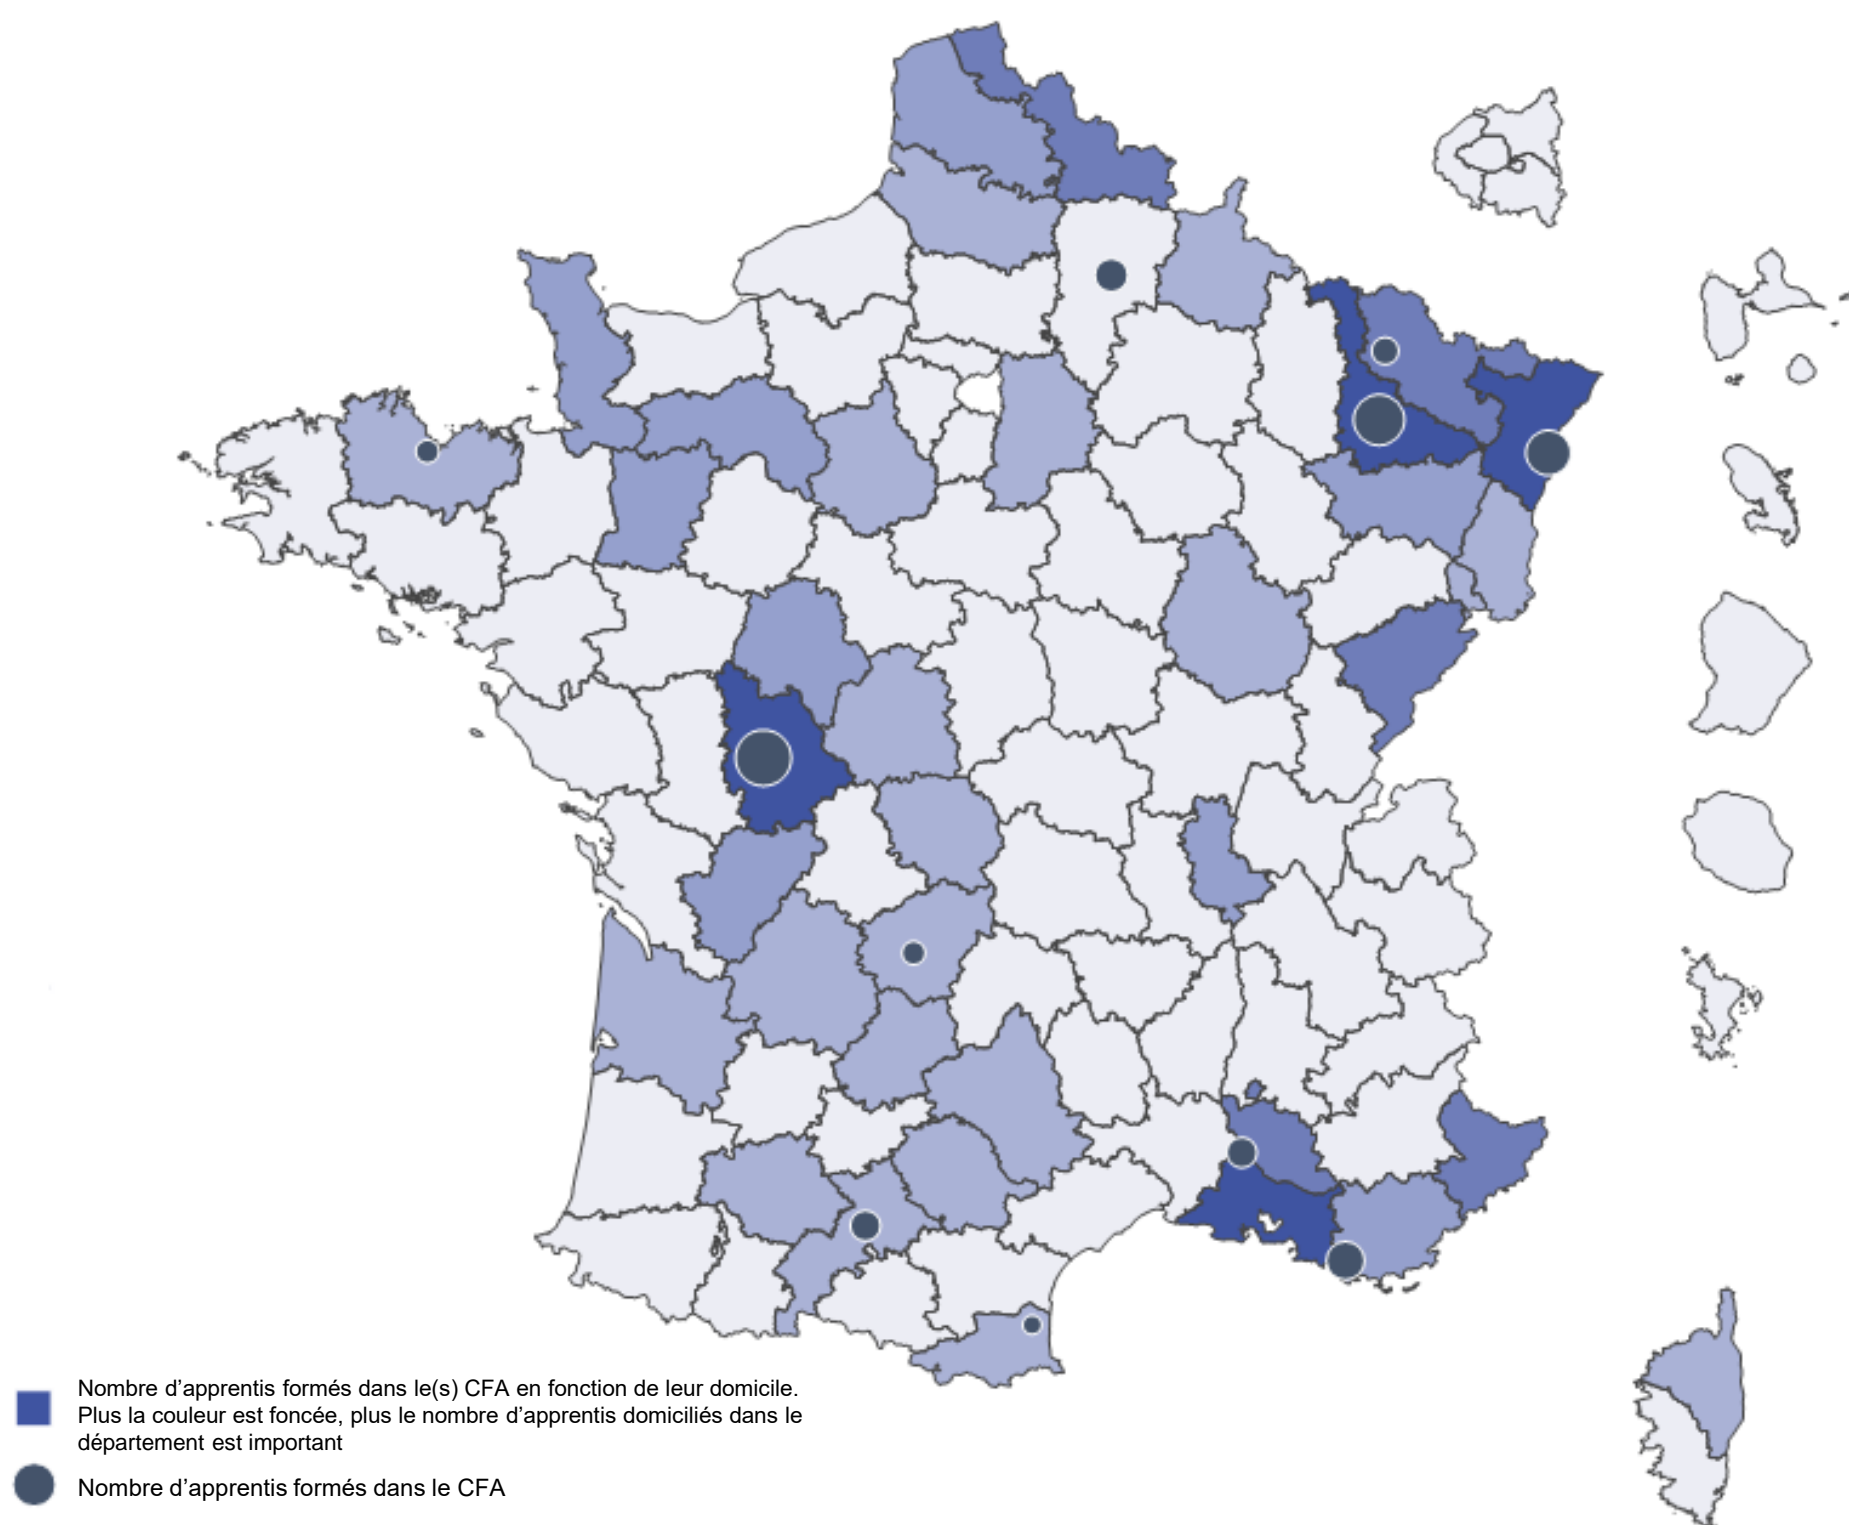 Nombre d’apprentis formés dans le(s) CFA en fonction de leur domicile.
Plus la couleur est foncée, plus le nombre d’apprentis domiciliés dans le
département est important
Nombre d’apprentis formés dans le CFA